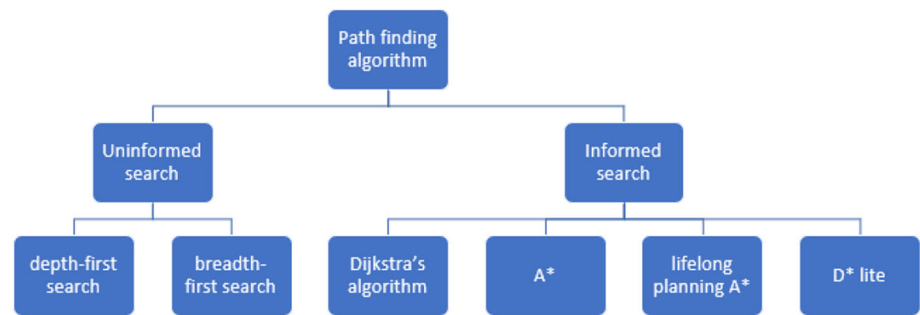 Path finding
algorithm
Uninformed
search
Informed
search
depth-first
search
breadth-
first search
Dijkstra’s
algorithm
A*
lifelong
planning A*
D* lite